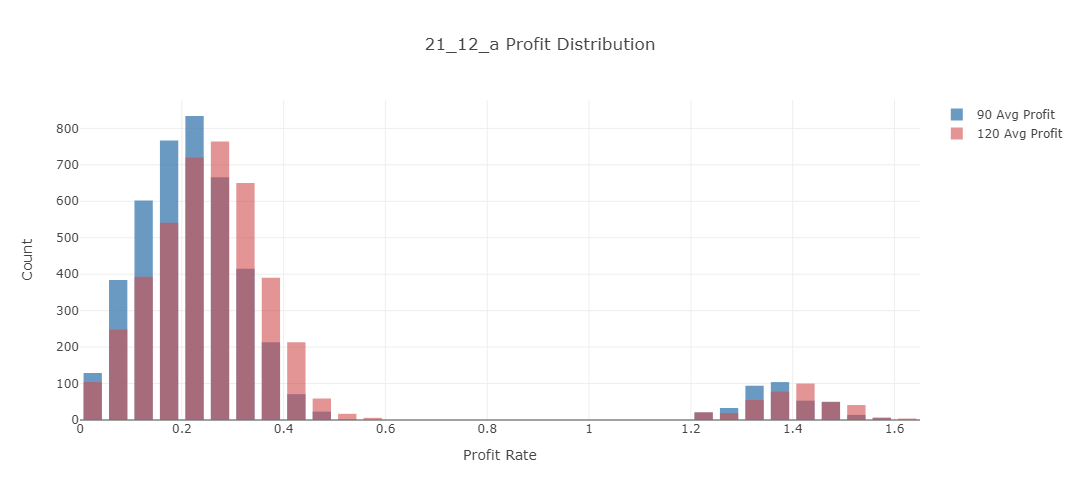 21_12_a Profit Distribution
90 Avg Profit
120 Avg Profit
800
700
600
500
400
300
200
100
0
Count
0 0.2 0.4 0.6 0.8 1 1.2 1.4 1.6
Profit Rate